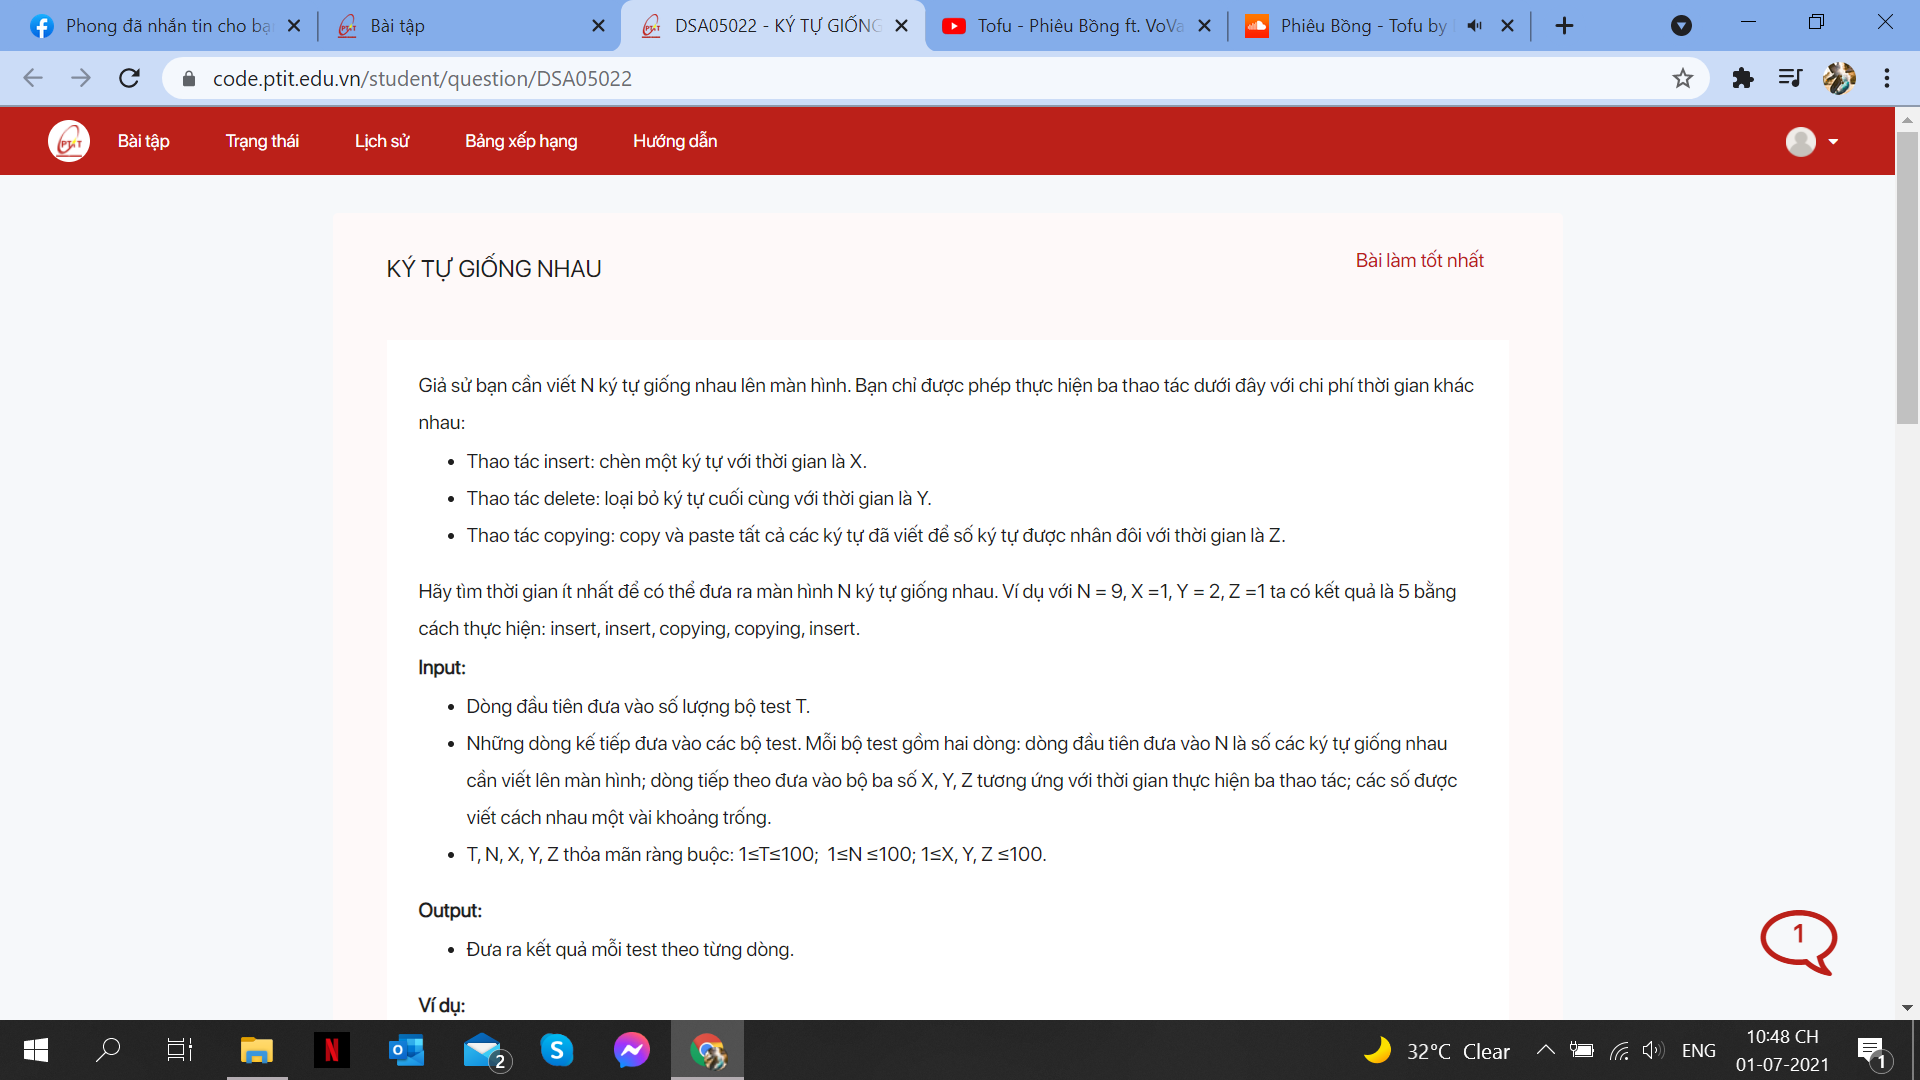 Phong đã nhắn tin cho bạ
Bài tập
DSA05022 - KÝ TỰ GIỐNG
Tofu - Phiêu Bồng ft. VoVa
Phiêu Bồng - Tofu by
code.ptit.edu.vn/student/question/DSA05022
PTIT
Bài tập
Trạng thái
Lịch sử
Bảng xếp hạng
Hướng dẫn
KÝ TỰ GIỐNG NHAU
Bài làm tốt nhất
Giả sử bạn cần viết N ký tự giống nhau lên màn hình. Bạn chỉ được phép thực hiện ba thao tác dưới đây với chi phí thời gian khác
nhau:
• Thao tác insert: chèn một ký tự với thời gian là X.
• Thao tác delete: loại bỏ ký tự cuối cùng với thời gian là Y.
• Thao tác copying: copy và paste tất cả các ký tự đã viết để số ký tự được nhân đôi với thời gian là Z.
Hãy tìm thời gian ít nhất để có thể đưa ra màn hình N ký tự giống nhau. Ví dụ với N = 9, X =1, Y = 2, Z =1 ta có kết quả là 5 bằng
cách thực hiện: insert, insert, copying, copying, insert.
Input:
• Dòng đầu tiên đưa vào số lượng bộ test T.
• Những dòng kế tiếp đưa vào các bộ test. Mỗi bộ test gồm hai dòng: dòng đầu tiên đưa vào N là số các ký tự giống nhau
cần viết lên màn hình; dòng tiếp theo đưa vào bộ ba số X, Y, Z tương ứng với thời gian thực hiện ba thao tác; các số được
viết cách nhau một vài khoảng trống.
• T, N, X, Y, Z thỏa mãn ràng buộc: 1≤T≤100; 1≤N ≤100; 1≤X, Y, Z ≤100.
Output:
• Đưa ra kết quả mỗi test theo từng dòng.
1
Ví dụ:
N
2
S
32°C Clear
ENG
10:48 CH
01-07-2021
1